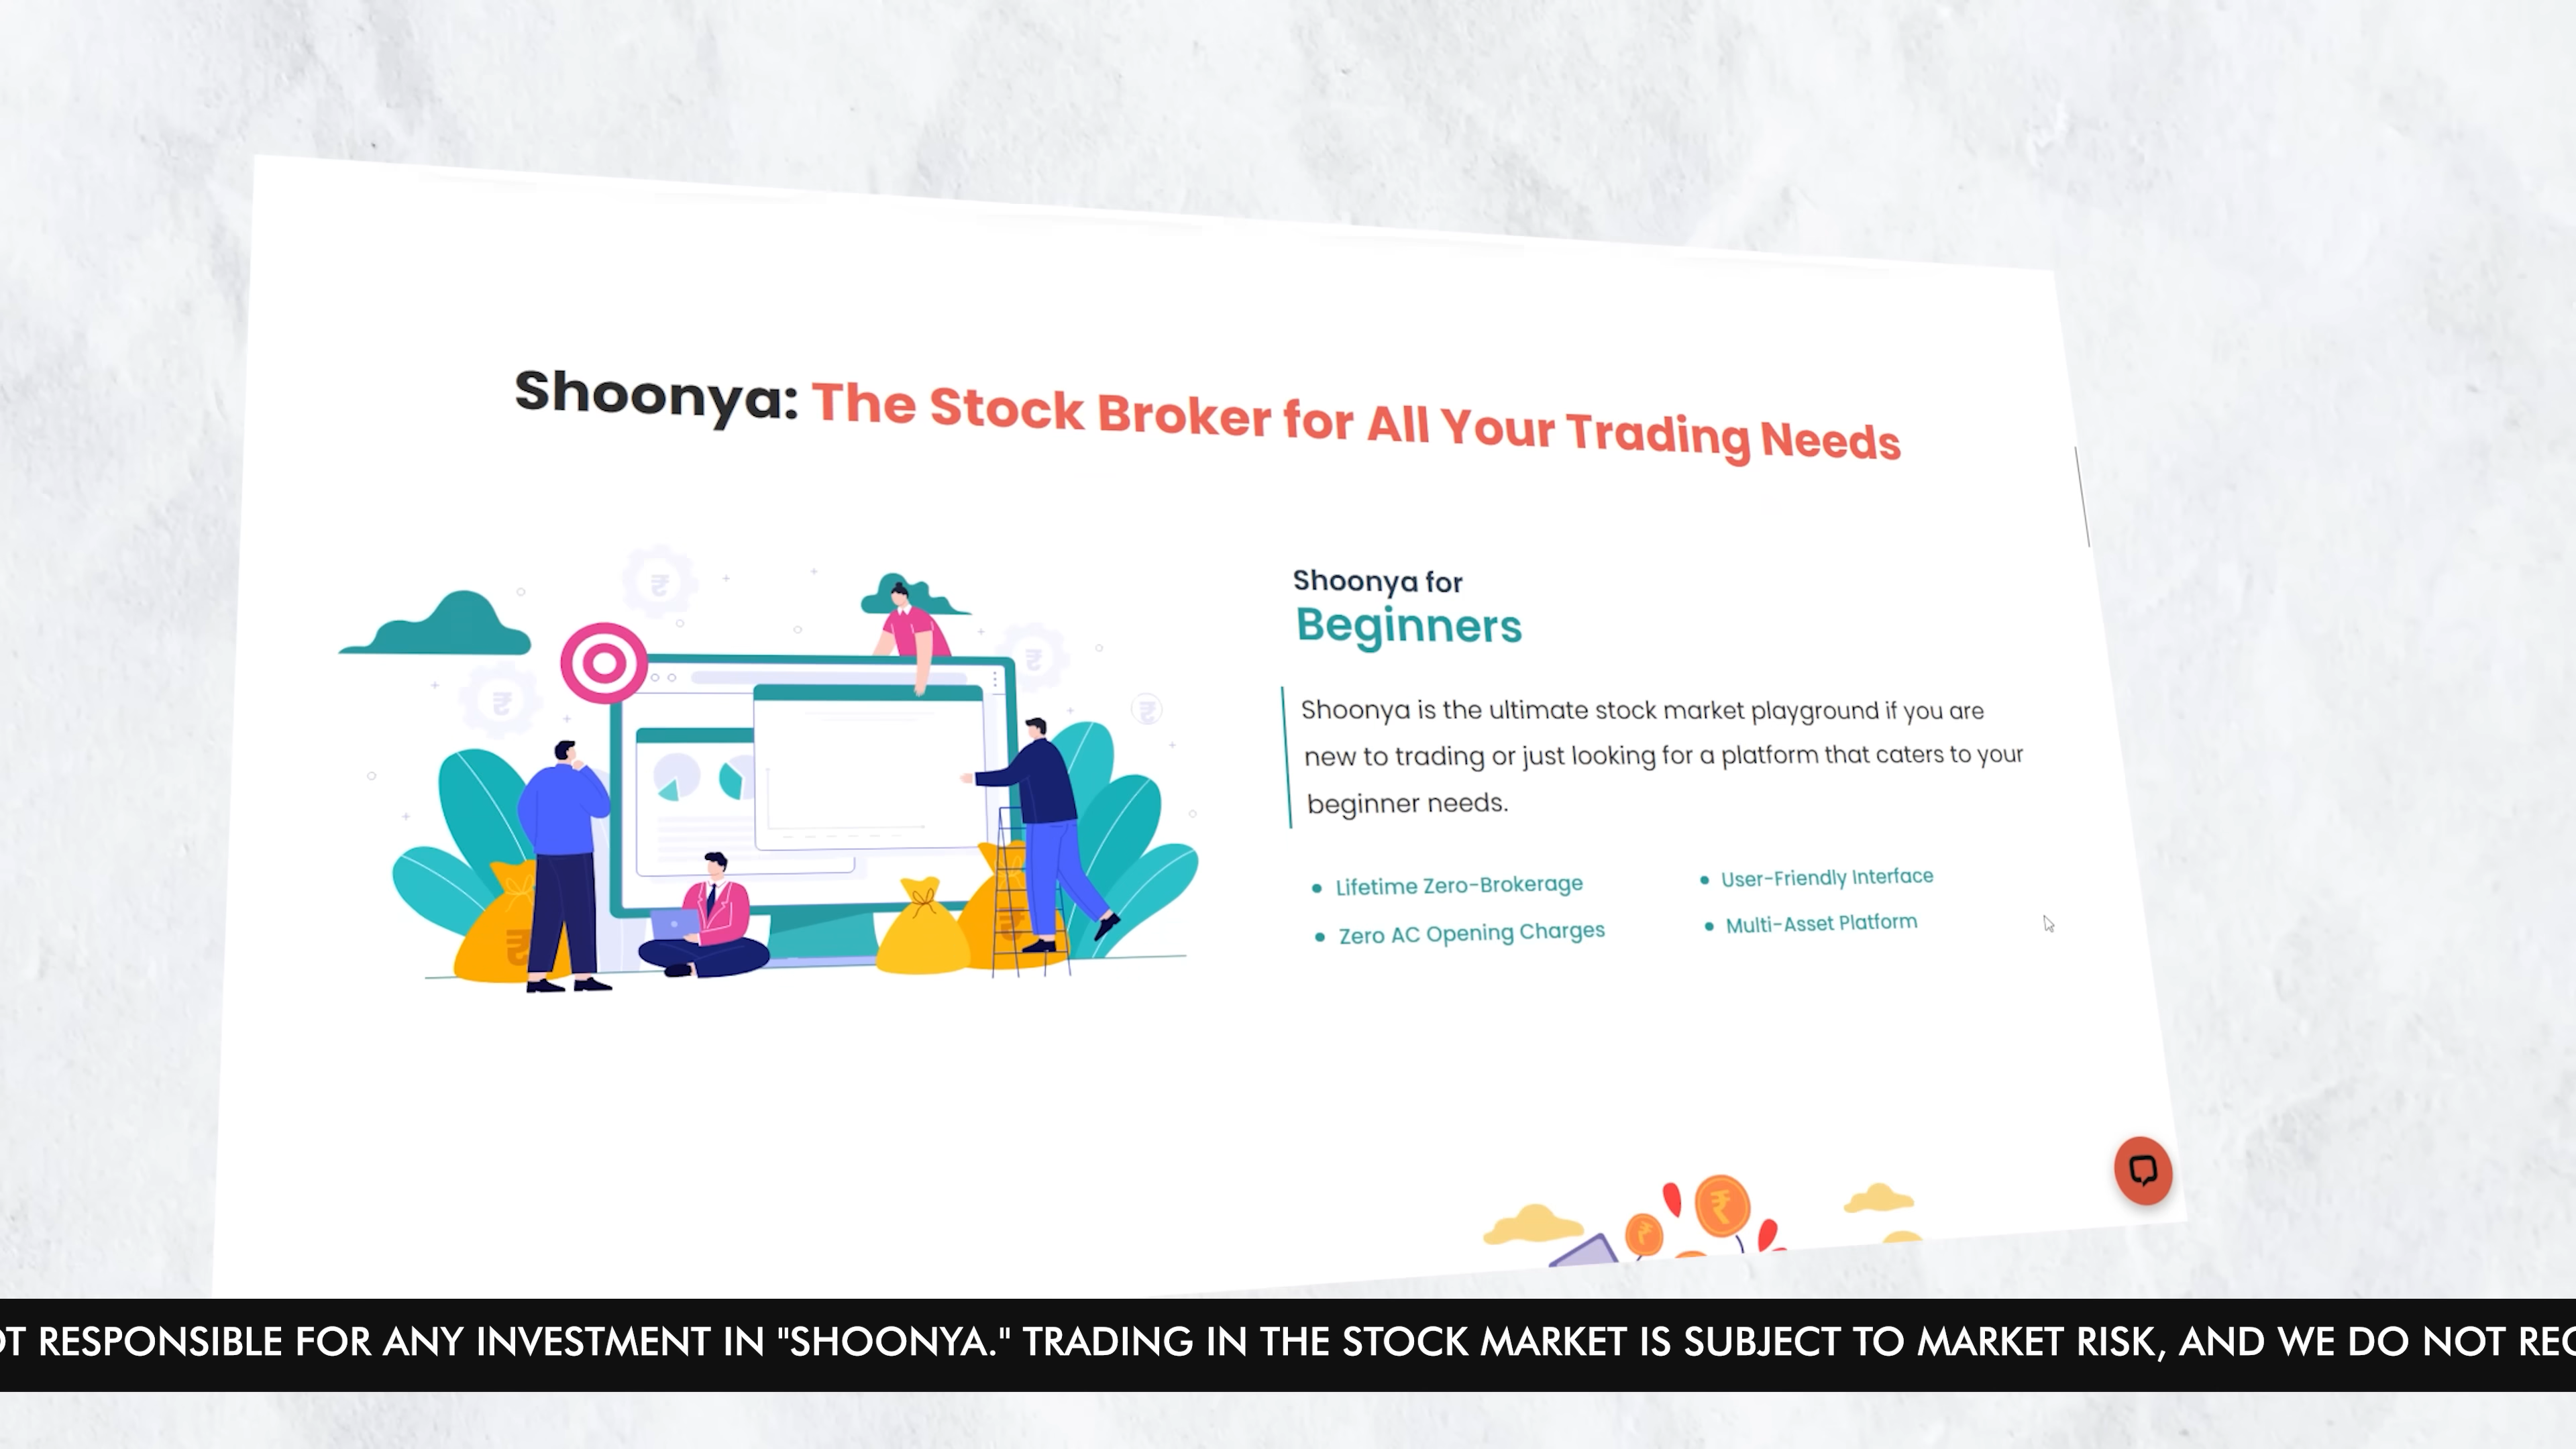 Shoonya: The Stock Broker for All Your Trading Needs
Shoonya for
Beginners
Shoonya is the ultimate stock market playground if you are
new to trading or just looking for a platform that caters to your
beginner needs.
Lifetime Zero-Brokerage
User-Friendly Interface
Zero AC Opening Charges
Multi-Asset Platform
RESPONSIBLE FOR ANY INVESTMENT IN "SHOONYA." TRADING IN THE STOCK MARKET IS SUBJECT TO MARKET RISK, AND WE DO NOT